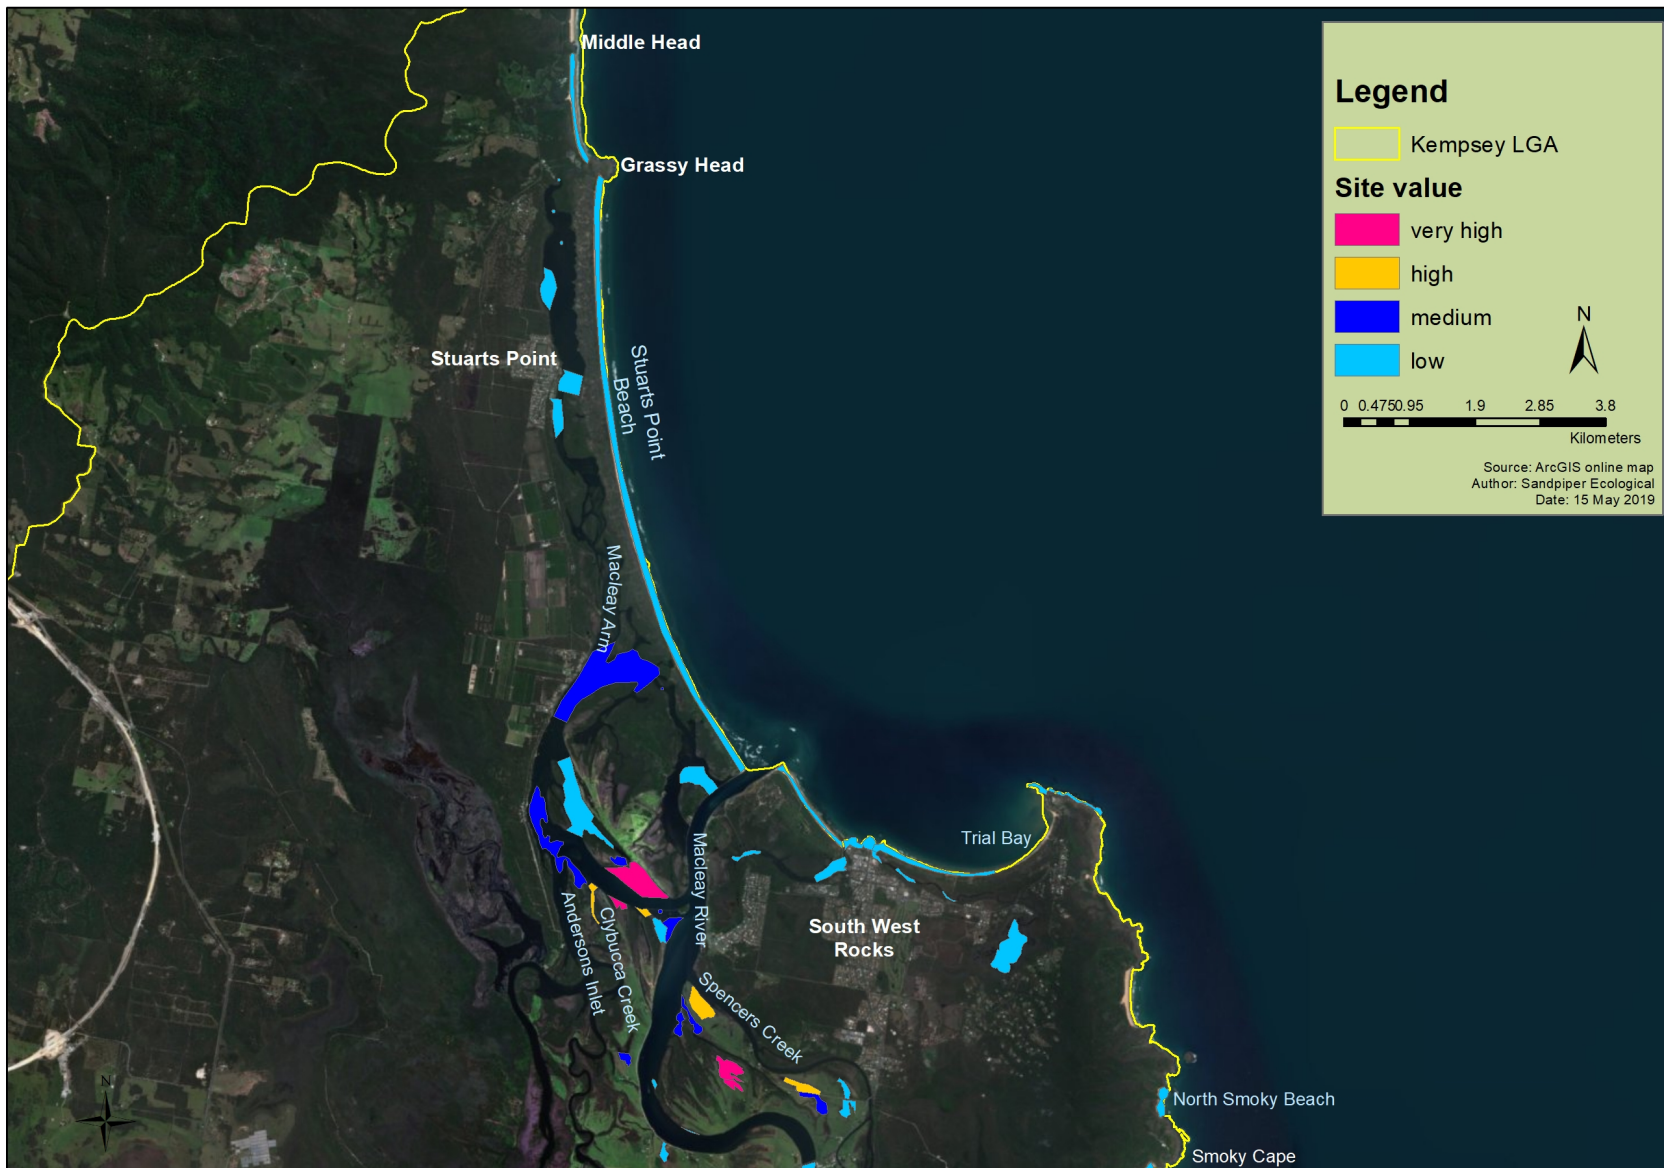 Middle Head
Grassy Head
Stuarts Point
Stuarts Point
Beach
Macleay Arm
Trial Bay
Macleay River
South West
Rocks
Andersons Inlet
Clybucca Creek
Spencers Creek
North Smoky Beach
Smoky Cape
N
Legend
Kempsey LGA
Site value
very high
high
medium
low
N
0 0.475 0.95 1.9 2.85 3.8
Kilometers
Source: ArcGIS online map
Author: Sandpiper Ecological
Date: 15 May 2019